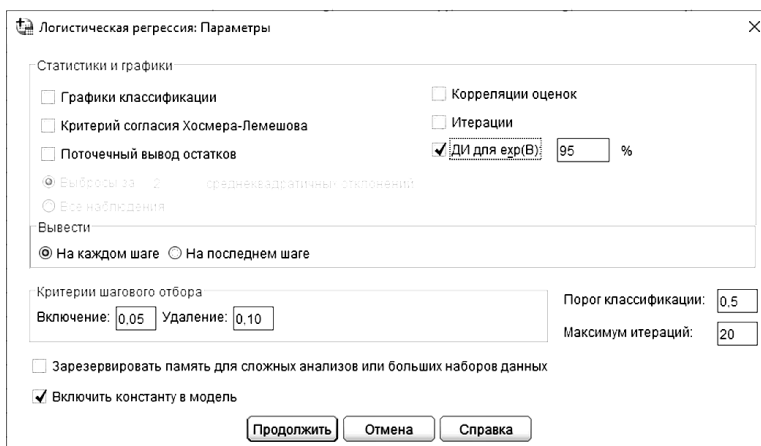 Логистическая регрессия: Параметры
Статистики и графики
Графики классификации
Корреляции оценок
Критерий согласия Хосмера-Лемешова
Итерации
Поточечный вывод остатков
ДИ для exp(B): 95 %
Выбросы за 2 среднеквадратичных отклонений
Все наблюдения
Вывести
На каждом шаге На последнем шаге
Критерии шагового отбора
Включение: 0,05 Удаление: 0,10
Порог классификации: 0,5
Максимум итераций: 20
Зарезервировать память для сложных анализов или больших наборов данных
Включить константу в модель
Продолжить Отмена Справка